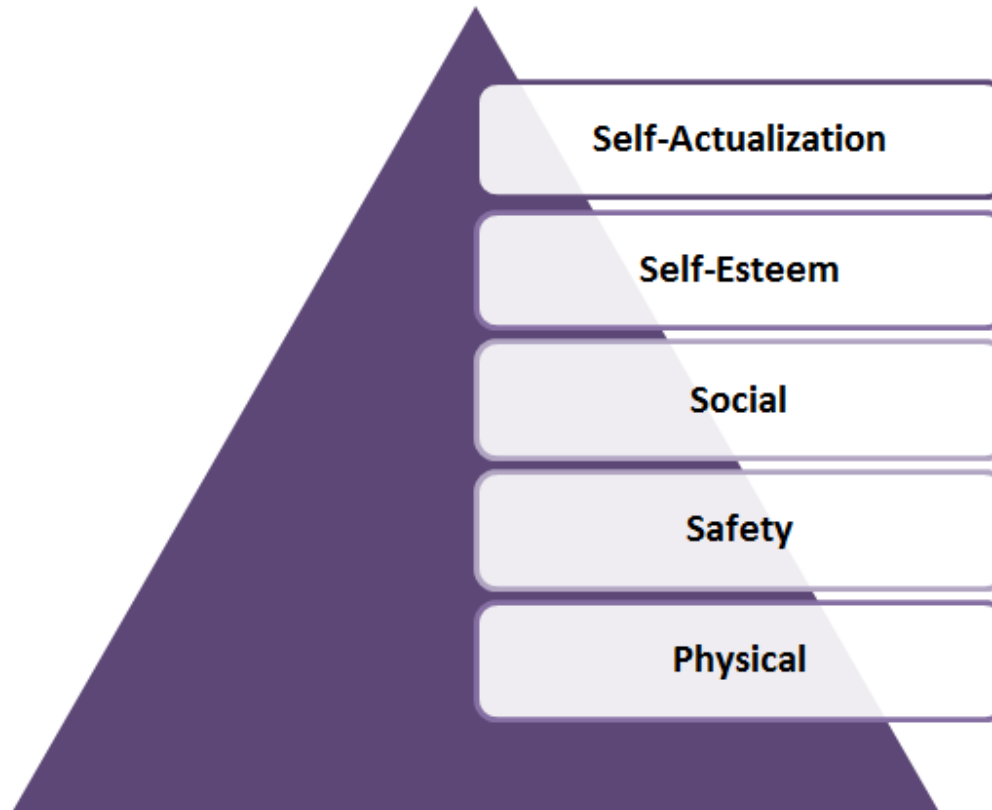 Self-Actualization
Self-Esteem
Social
Safety
Physical